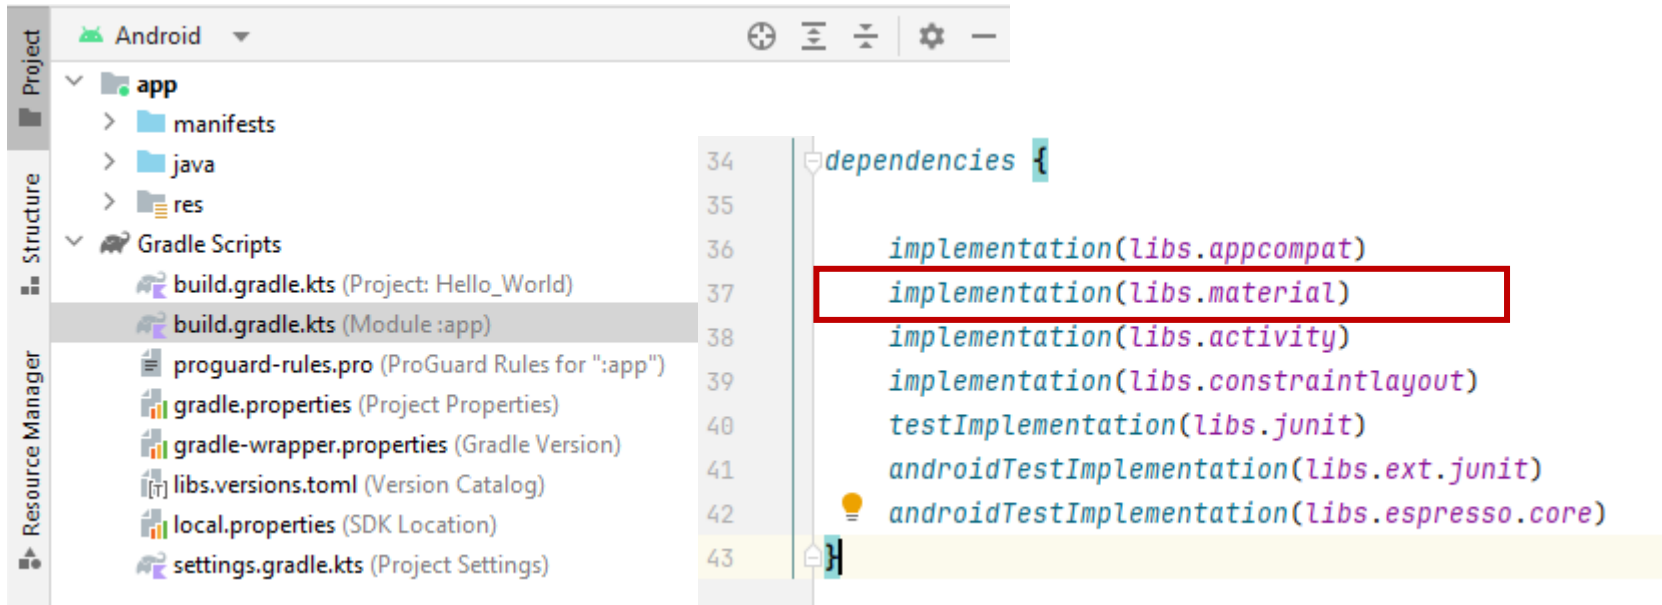 Project
Structure
Resource Manager
Android
app
manifests
java
res
Gradle Scripts
build.gradle.kts (Project: Hello_World)
build.gradle.kts (Module :app)
proguard-rules.pro (ProGuard Rules for ":app")
gradle.properties (Project Properties)
gradle-wrapper.properties (Gradle Version)
libs.versions.toml (Version Catalog)
local.properties (SDK Location)
settings.gradle.kts (Project Settings)
34 dependencies {
35
36 implementation(libs.appcompat)
37 implementation(libs.material)
38 implementation(libs.activity)
39 implementation(libs.constraintlayout)
40 testImplementation(libs.junit)
41 androidTestImplementation(libs.ext.junit)
42 androidTestImplementation(libs.espresso.core)
43 }